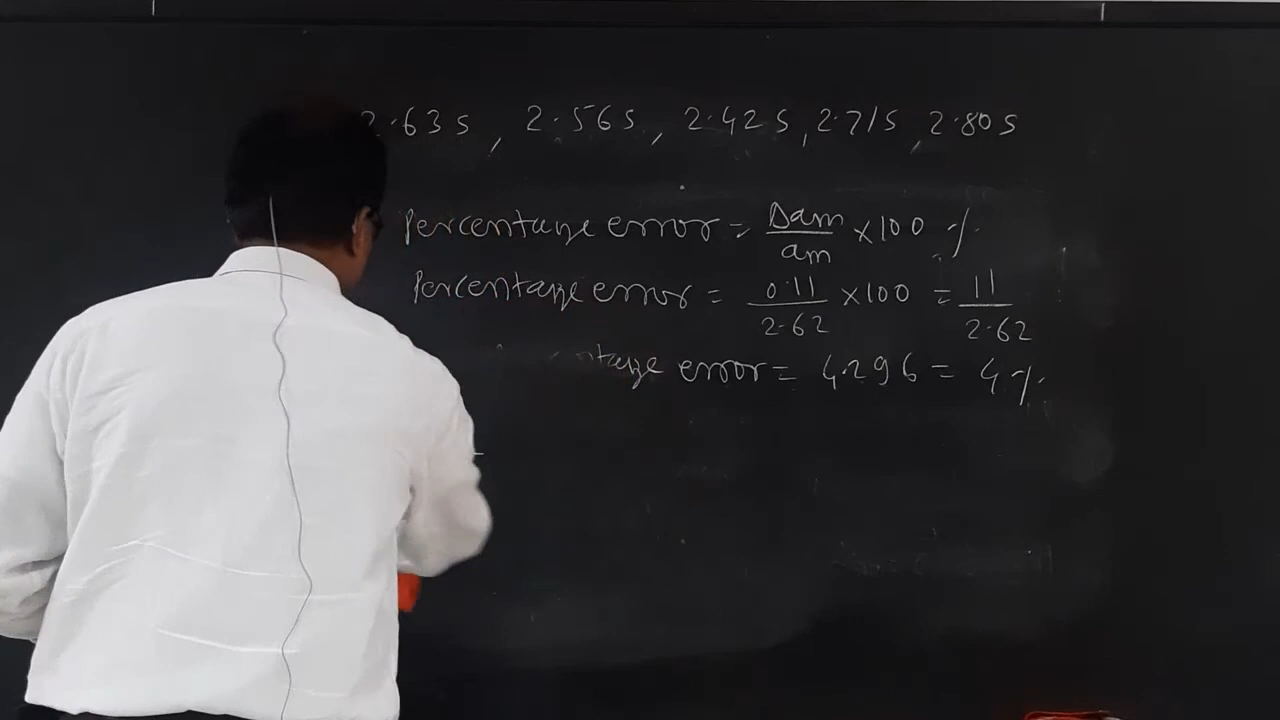 2.63 s, 2.56 s, 2.42 s, 2.71 s, 2.80 s
Percentage error = Δam/am × 100 %
Percentage error = 0.11/2.62 × 100 = 11/2.62
error = 4.296 = 4 %